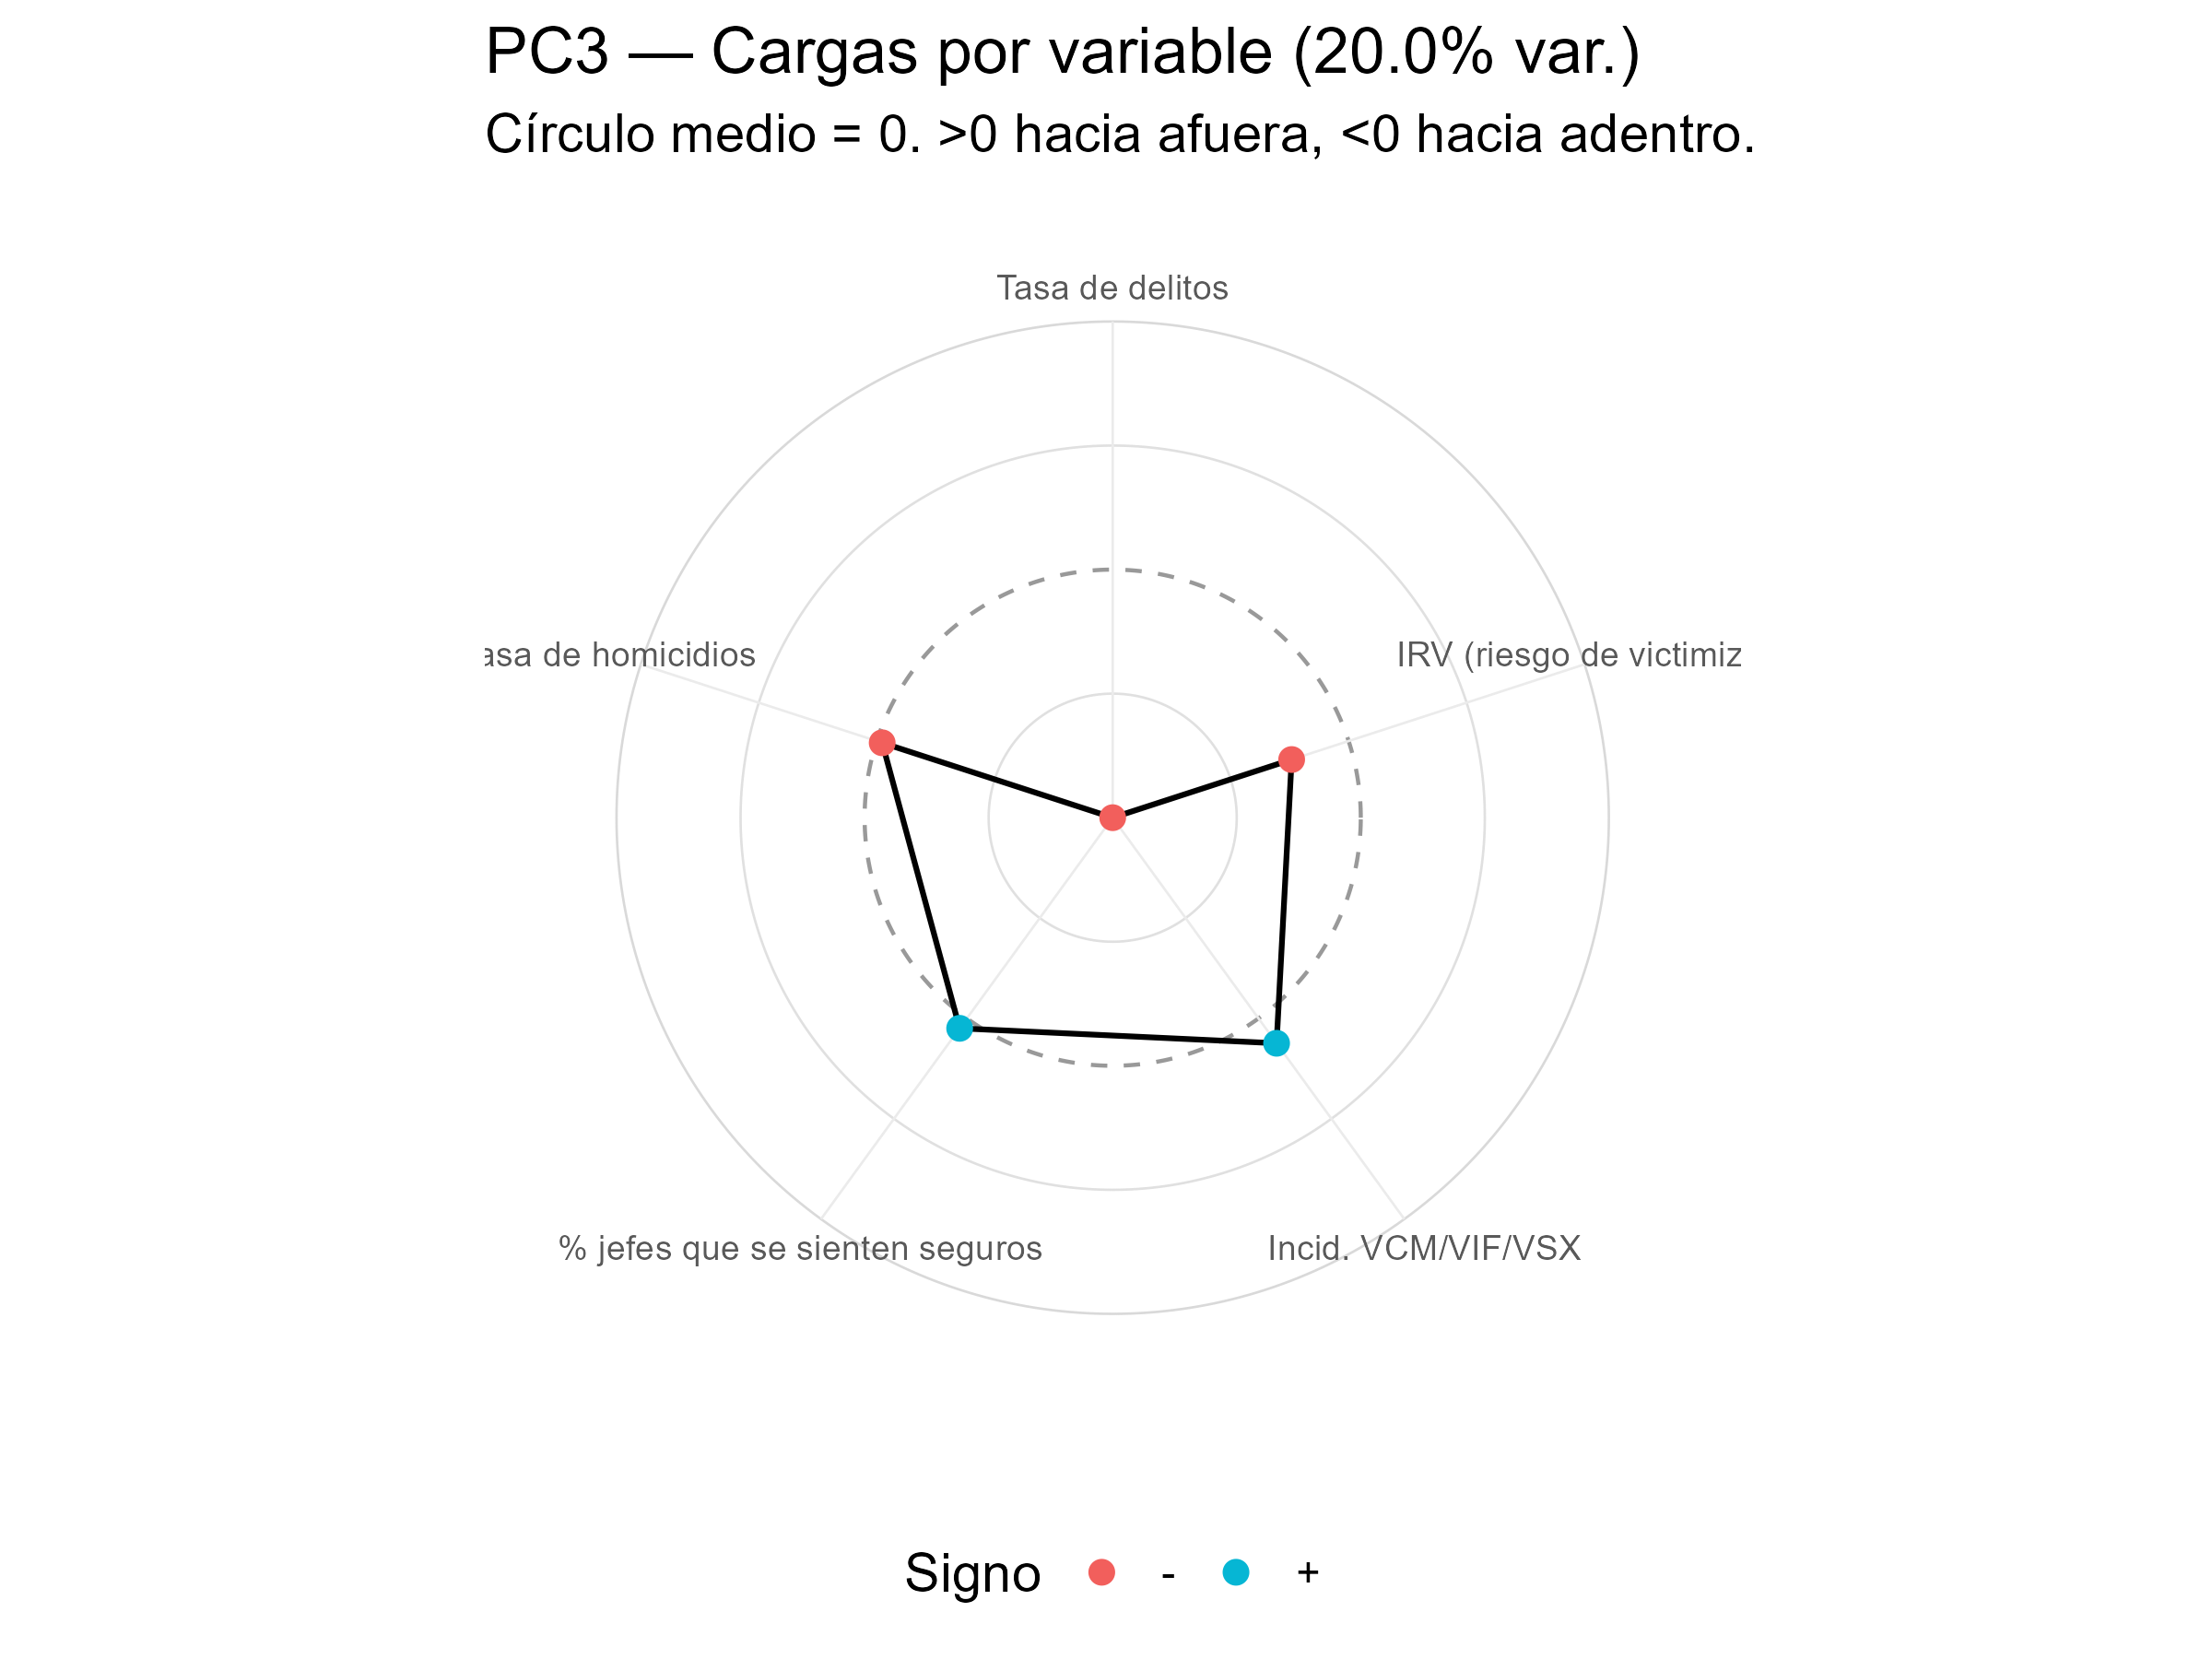 PC3 — Cargas por variable (20.0% var.)
Círculo medio = 0. >0 hacia afuera, <0 hacia adentro.
Tasa de delitos
asa de homicidios
IRV (riesgo de victimiz
% jefes que se sienten seguros
Incid. VCM/VIF/VSX
Signo - +